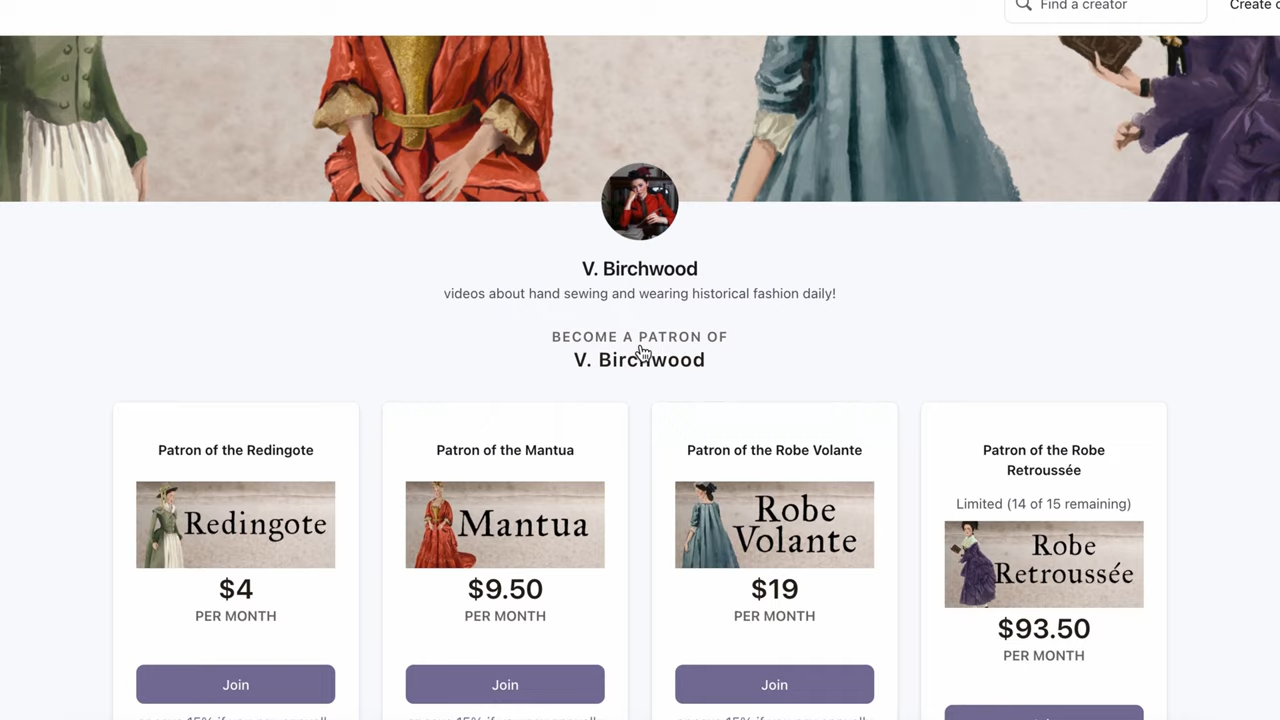 Find a creator
Create
V. Birchwood
videos about hand sewing and wearing historical fashion daily!
BECOME A PATRON OF
V. Birchwood
Patron of the Redingote
Redingote
$4
PER MONTH
Join
Patron of the Mantua
Mantua
$9.50
PER MONTH
Join
Patron of the Robe Volante
Robe
Volante
$19
PER MONTH
Join
Patron of the Robe
Retroussée
Limited (14 of 15 remaining)
Robe
Retroussée
$93.50
PER MONTH